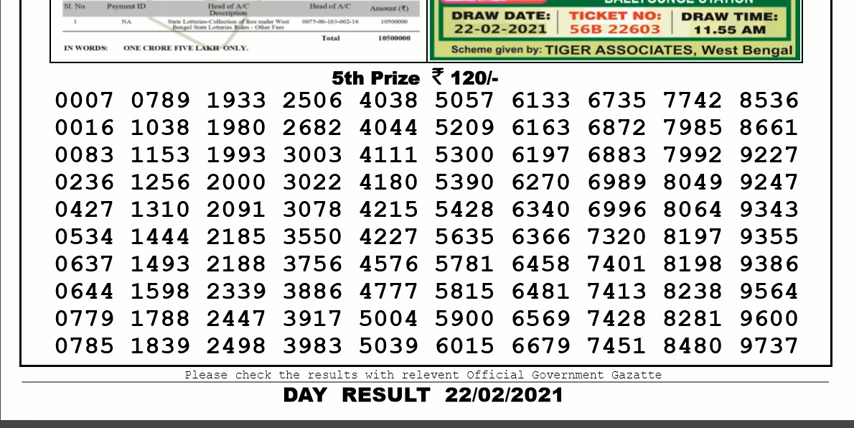 Sl. No. Payment ID Head of A/C Description Head of A/C Amount (₹)
1 NA State Lotteries-Collection of fees under West Bengal State Lotteries Rules - Other Fees 0075-00-103-002-16 10500000
Total 10500000
IN WORDS: ONE CRORE FIVE LAKH ONLY.
DRAW DATE: TICKET NO: DRAW TIME:
22-02-2021 56B 22603 11.55 AM
Scheme given by: TIGER ASSOCIATES, West Bengal
5th Prize ₹ 120/-
0007 0789 1933 2506 4038 5057 6133 6735 7742 8536
0016 1038 1980 2682 4044 5209 6163 6872 7985 8661
0083 1153 1993 3003 4111 5300 6197 6883 7992 9227
0236 1256 2000 3022 4180 5390 6270 6989 8049 9247
0427 1310 2091 3078 4215 5428 6340 6996 8064 9343
0534 1444 2185 3550 4227 5635 6366 7320 8197 9355
0637 1493 2188 3756 4576 5781 6458 7401 8198 9386
0644 1598 2339 3886 4777 5815 6481 7413 8238 9564
0779 1788 2447 3917 5004 5900 6569 7428 8281 9600
0785 1839 2498 3983 5039 6015 6679 7451 8480 9737
Please check the results with relevent Official Government Gazatte
DAY RESULT 22/02/2021